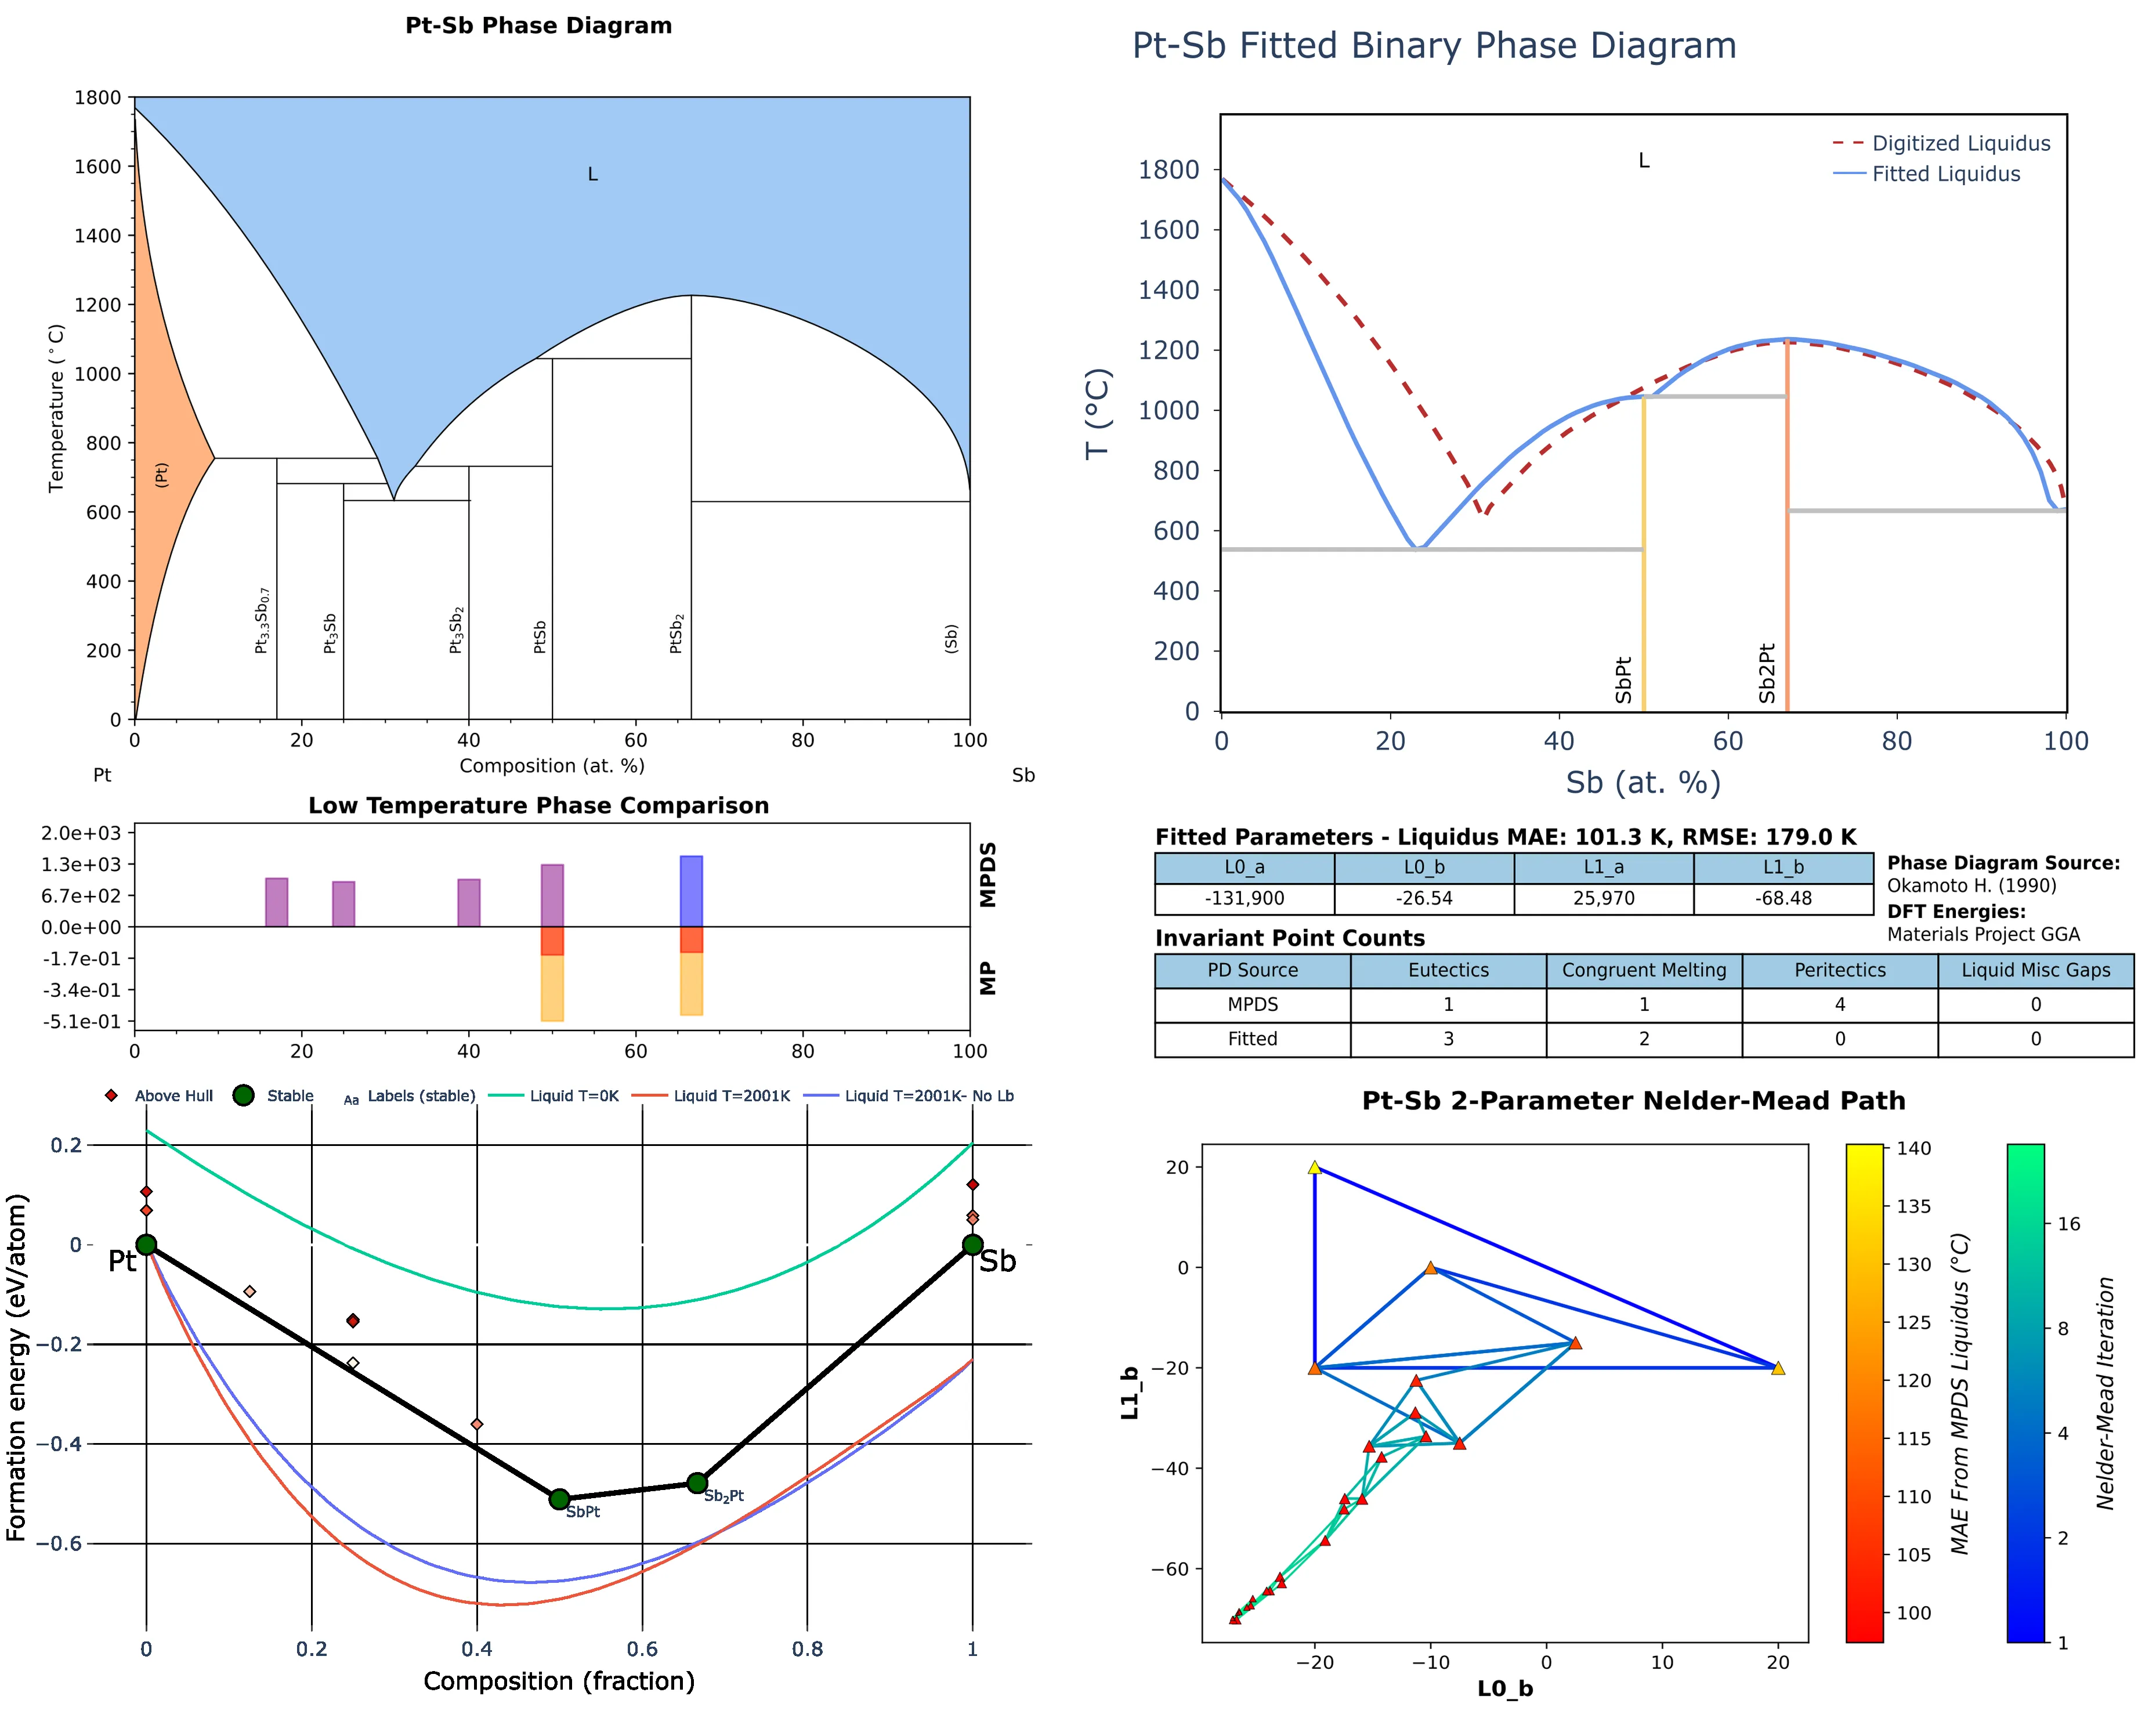 Pt-Sb Phase Diagram
1800
1600
1400
1200
1000
800
600
400
200
0
Temperature (°C)
L
(Pt)
Pt3.3Sb0.7
Pt3Sb
Pt3Sb2
PtSb
PtSb2
(Sb)
0 20 40 60 80 100
Composition (at. %)
Pt Sb
Low Temperature Phase Comparison
2.0e+03
1.3e+03
6.7e+02
0.0e+00
-1.7e-01
-3.4e-01
-5.1e-01
MPDS
MP
0 20 40 60 80 100
Above Hull Stable Aa Labels (stable) Liquid T=0K Liquid T=2001K Liquid T=2001K- No Lb
0.2
0
−0.2
−0.4
−0.6
Formation energy (eV/atom)
Pt
Sb
SbPt
Sb2Pt
0 0.2 0.4 0.6 0.8 1
Composition (fraction)
Pt-Sb Fitted Binary Phase Diagram
Digitized Liquidus
Fitted Liquidus
L
1800
1600
1400
1200
1000
800
600
400
200
0
T (°C)
SbPt
Sb2Pt
0 20 40 60 80 100
Sb (at. %)
Fitted Parameters - Liquidus MAE: 101.3 K, RMSE: 179.0 K
L0_a L0_b L1_a L1_b
-131,900 -26.54 25,970 -68.48
Phase Diagram Source:
Okamoto H. (1990)
DFT Energies:
Materials Project GGA
Invariant Point Counts
PD Source Eutectics Congruent Melting Peritectics Liquid Misc Gaps
MPDS 1 1 4 0
Fitted 3 2 0 0
Pt-Sb 2-Parameter Nelder-Mead Path
20
0
−20
−40
−60
L1_b
−20 −10 0 10 20
L0_b
140
135
130
125
120
115
110
105
100
MAE From MPDS Liquidus (°C)
16
8
4
2
1
Nelder-Mead Iteration